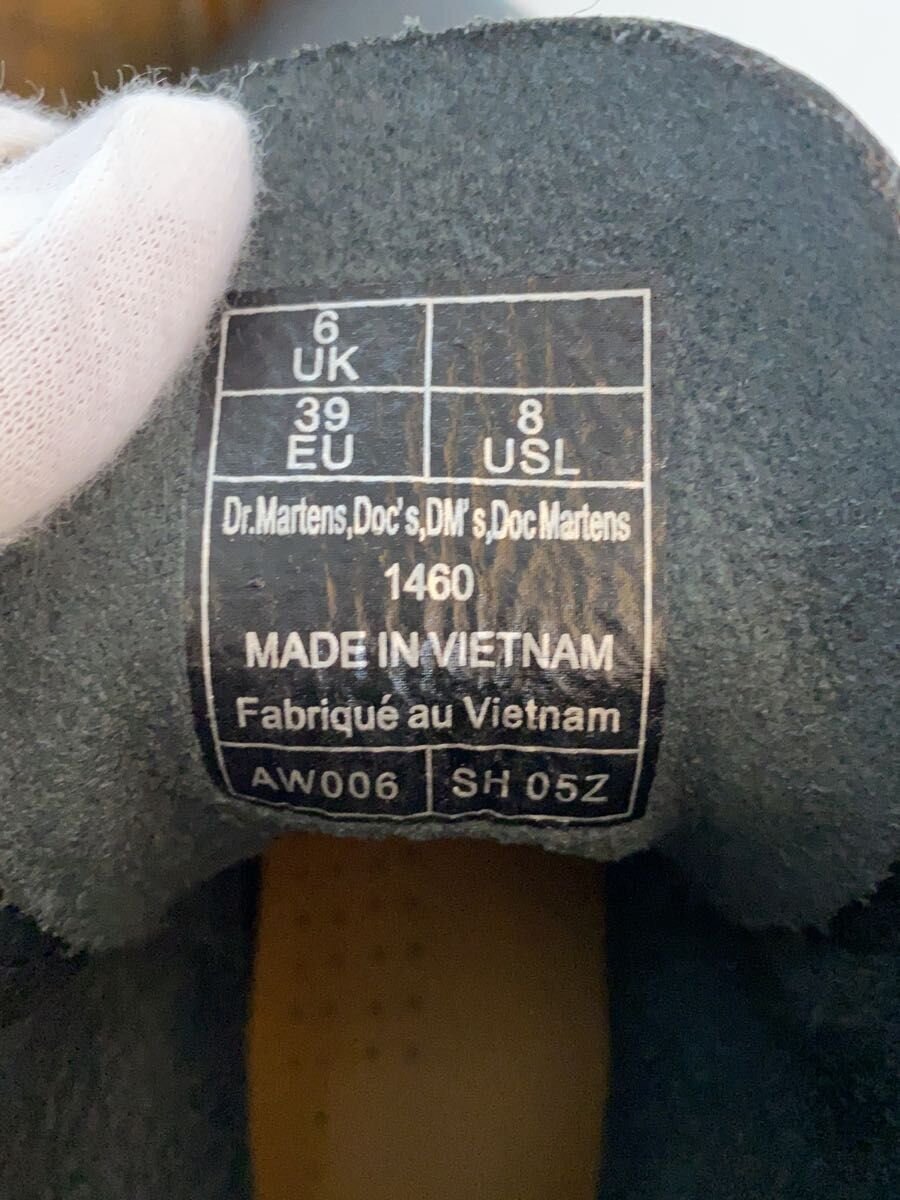 6
UK
39
EU
8
USL
Dr.Martens,Doc's,DM's,Doc Martens
1460
MADE IN VIETNAM
Fabriqué au Vietnam
AW006
SH 05Z